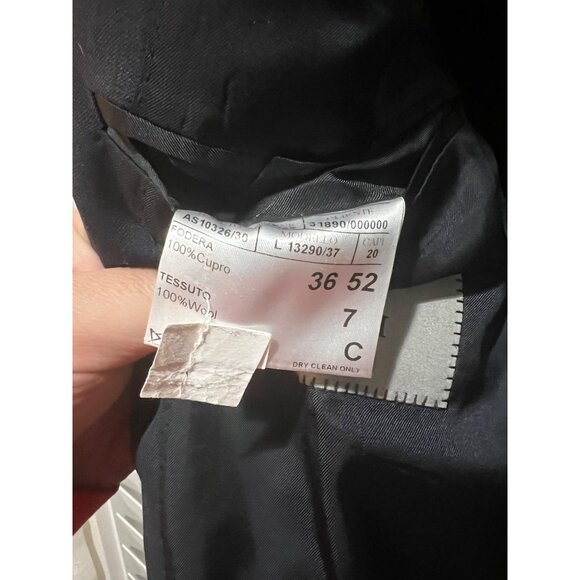 AS10326/30
31890/000000
MODELLO
CAPI
L 13290/37
20
FODERA
100%Cupro
36 52
TESSUTO
100%Wool
7
C
DRY CLEAN ONLY